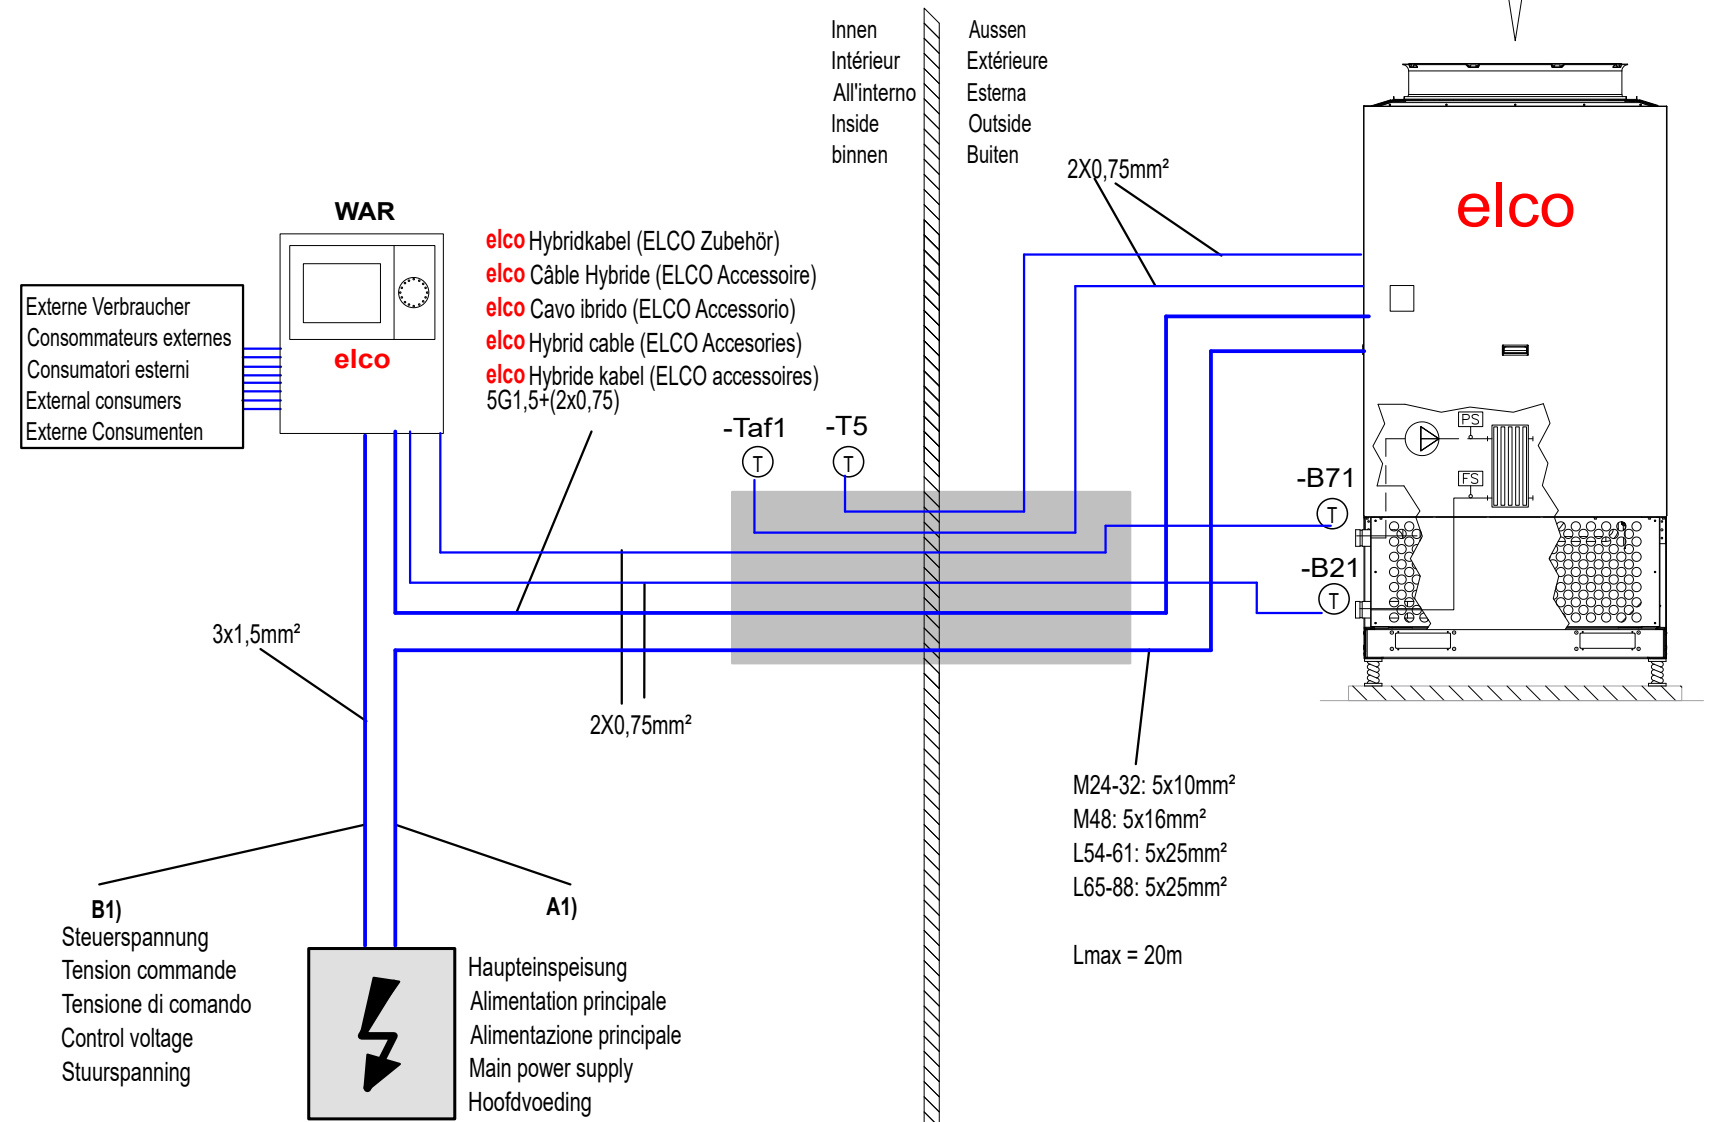 Innen
Intérieur
All'interno
Inside
binnen
Aussen
Extérieure
Esterna
Outside
Buiten
2X0,75mm²
elco
WAR
elco
elco Hybridkabel (ELCO Zubehör)
elco Câble Hybride (ELCO Accessoire)
elco Cavo ibrido (ELCO Accessorio)
elco Hybrid cable (ELCO Accesories)
elco Hybride kabel (ELCO accessoires)
5G1,5+(2x0,75)
Externe Verbraucher
Consommateurs externes
Consumatori esterni
External consumers
Externe Consumenten
-Taf1
T
-T5
T
PS
FS
-B71
T
-B21
T
3x1,5mm²
2X0,75mm²
M24-32: 5x10mm²
M48: 5x16mm²
L54-61: 5x25mm²
L65-88: 5x25mm²
Lmax = 20m
B1)
Steuerspannung
Tension commande
Tensione di comando
Control voltage
Stuurspanning
A1)
Haupteinspeisung
Alimentation principale
Alimentazione principale
Main power supply
Hoofdvoeding